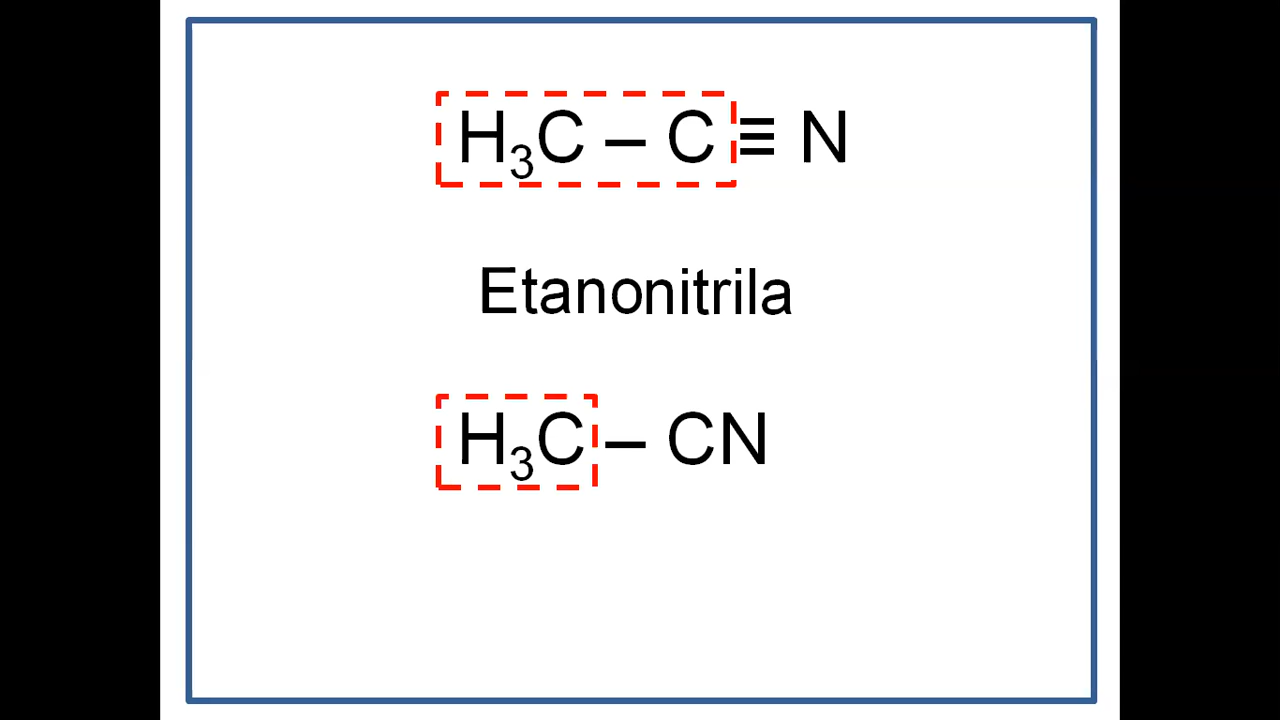 H₃C – C ≡ N
Etanonitrila
H₃C – CN